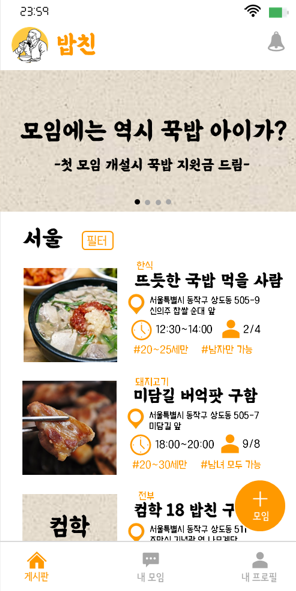 23:59
밥친
모임에는 역시 꾹밥 아이가?
-첫 모임 개설시 꾹밥 지원금 드림-
서울 필터
한식
뜨듯한 국밥 먹을 사람
서울특별시 동작구 상도동 505-9
신의주 찹쌀 순대 앞
12:30~14:00 2/4
#20~25세만 #남자만 가능
돼지고기
미담길 버억팟 구함
서울특별시 동작구 상도동 505-7
미담길 앞
18:00~20:00 9/8
#20~30세만 #남녀 모두 가능
전부
컴학
컴학 18 밥친 구
서울특별시 동작구 상도동 511
모임
게시판 내 모임 내 프로필